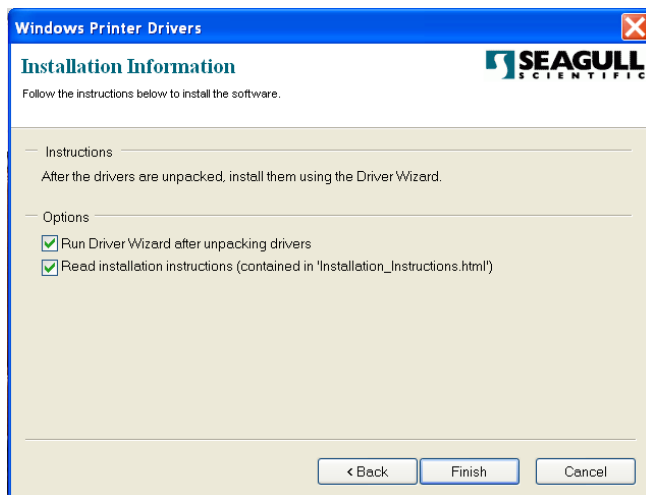 Windows Printer Drivers
Installation Information
SEAGULL
SCIENTIFIC
Follow the instructions below to install the software.
Instructions
After the drivers are unpacked, install them using the Driver Wizard.
Options
Run Driver Wizard after unpacking drivers
Read installation instructions (contained in 'Installation_Instructions.html')
< Back
Finish
Cancel